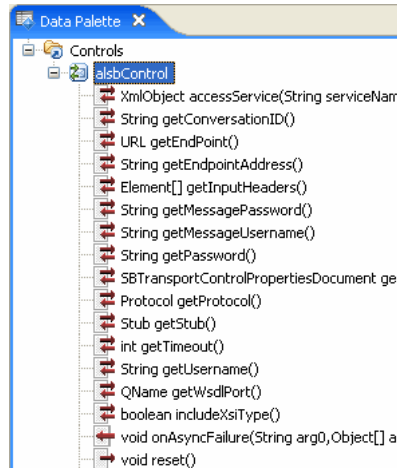 Data Palette
Controls
alsbControl
XmlObject accessService(String serviceNam
String getConversationID()
URL getEndPoint()
String getEndpointAddress()
Element[] getInputHeaders()
String getMessagePassword()
String getMessageUsername()
String getPassword()
SBTransportControlPropertiesDocument ge
Protocol getProtocol()
Stub getStub()
int getTimeout()
String getUsername()
QName getWsdlPort()
boolean includeXsiType()
void onAsyncFailure(String arg0,Object[] a
void reset()